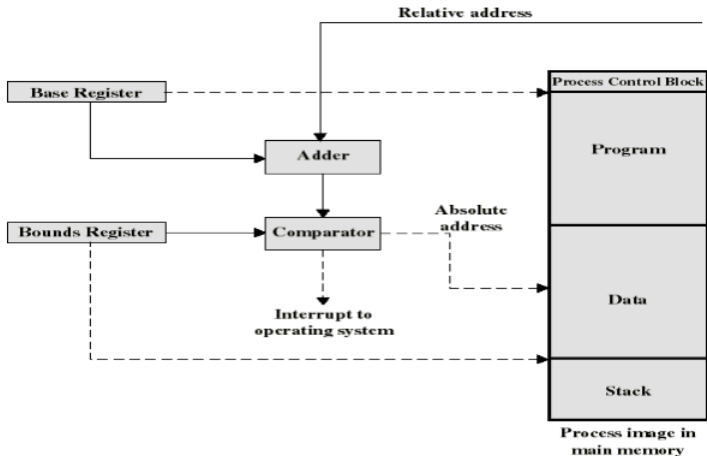 Relative address
Process Control Block
Base Register
Program
Adder
Absolute
address
Bounds Register
Comparator
Data
Interrupt to
operating system
Stack
Process image in
main memory